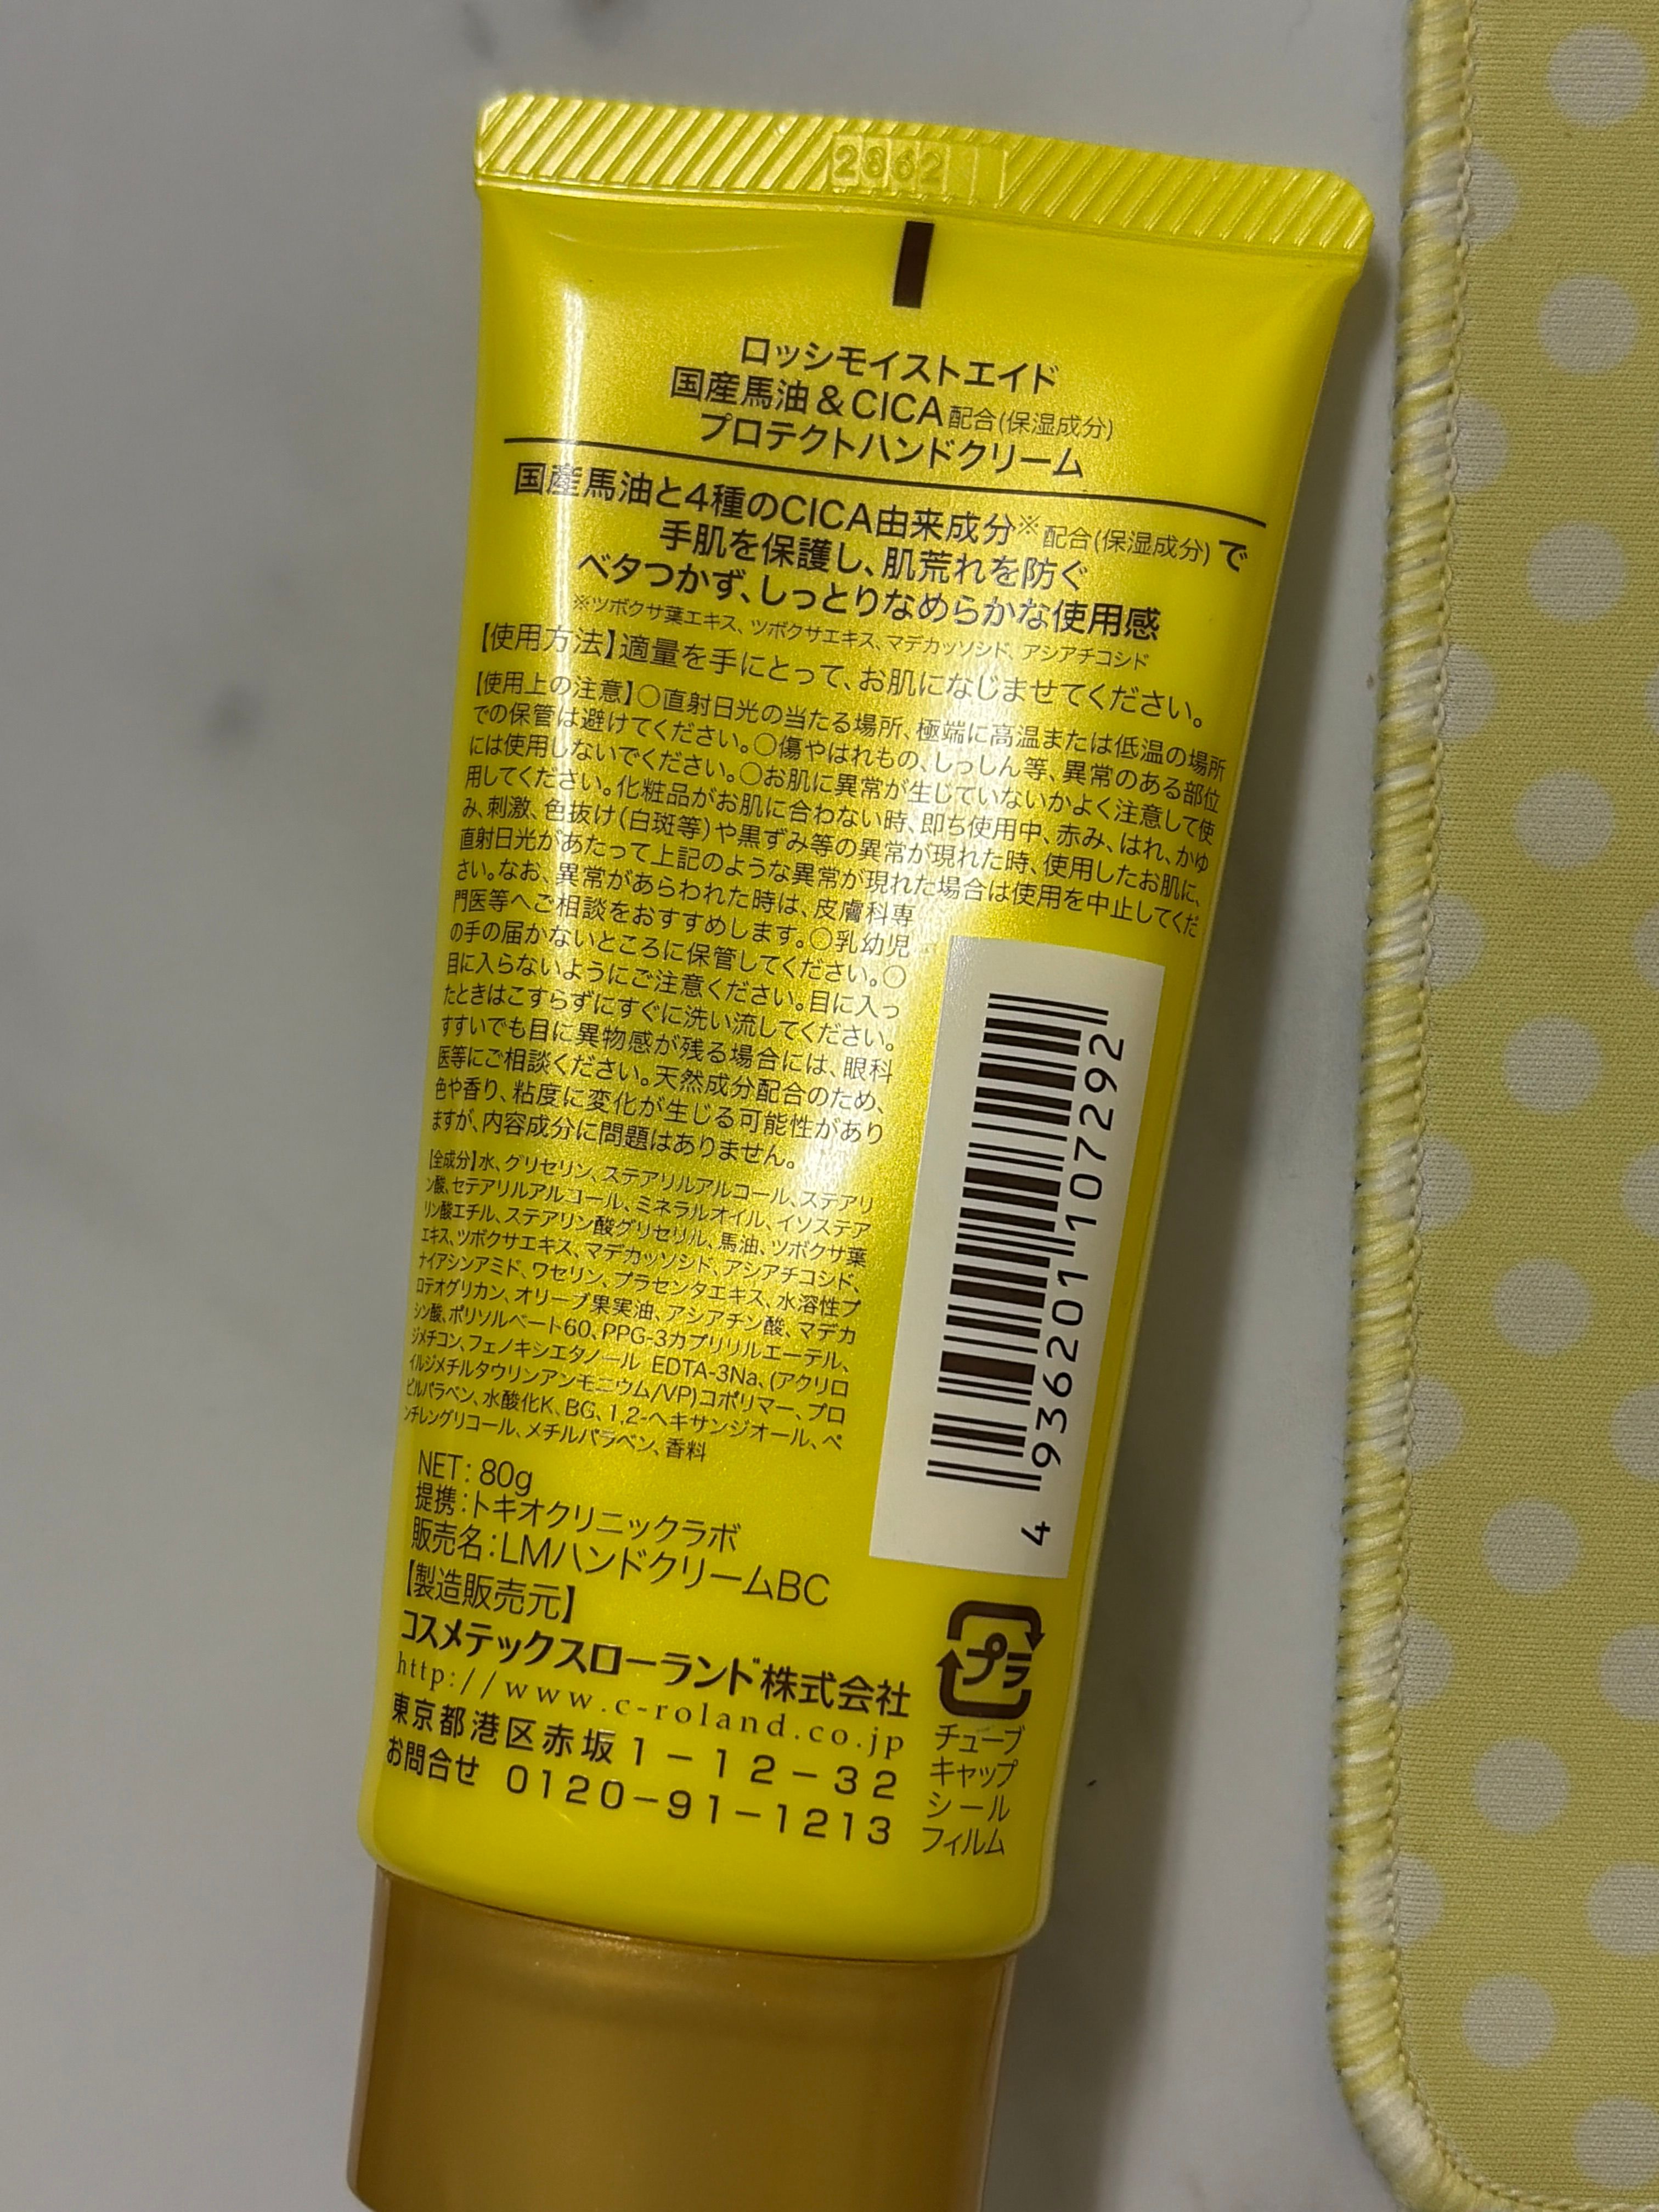 2862
ロッシモイストエイド
国産馬油&CICA配合(保湿成分)
プロテクトハンドクリーム
国産馬油と4種のCICA由来成分※配合(保湿成分)で
手肌を保護し、肌荒れを防ぐ
ベタつかず、しっとりなめらかな使用感
※ツボクサ葉エキス、ツボクサエキス、マデカッソシド、アシアチコシド
【使用方法】適量を手にとって、お肌になじませてください。
【使用上の注意】○直射日光の当たる場所、極端に高温または低温の場所
での保管は避けてください。○傷やはれもの、しっしん等、異常のある部位
には使用しないでください。○お肌に異常が生じていないかよく注意して使
用してください。化粧品がお肌に合わない時、即ち使用中、赤み、はれ、かゆ
み、刺激、色抜け(白斑等)や黒ずみ等の異常が現れた時、使用したお肌に、
直射日光があたって上記のような異常が現れた場合は使用を中止してくだ
さい。なお、異常があらわれた時は、皮膚科専
門医等へご相談をおすすめします。○乳幼児
の手の届かないところに保管してください。○
目に入らないようにご注意ください。目に入っ
たときはこすらずにすぐに洗い流してください。
すすいでも目に異物感が残る場合には、眼科
医等にご相談ください。天然成分配合のため、
色や香り、粘度に変化が生じる可能性があり
ますが、内容成分に問題はありません。
【全成分】水、グリセリン、ステアリルアルコール、ステアリ
ン酸、セテアリルアルコール、ミネラルオイル、イソステア
リン酸エチル、ステアリン酸グリセリル、馬油、ツボクサ葉
エキス、ツボクサエキス、マデカッソシド、アシアチコシド、
ナイアシンアミド、ワセリン、プラセンタエキス、水溶性プ
ロテオグリカン、オリーブ果実油、アシアチン酸、マデカ
シン酸、ポリソルベート60、PPG-3カプリリルエーテル、
ジメチコン、フェノキシエタノール EDTA-3Na、(アクリロ
イルジメチルタウリンアンモニウム/VP)コポリマー、プロ
ピルパラベン、水酸化K、BG、1,2-ヘキサンジオール、ペ
ンチレングリコール、メチルパラベン、香料
NET: 80g
提携:トキオクリニックラボ
販売名:LMハンドクリームBC
【製造販売元】
コスメテックスローランド株式会社
http://www.c-roland.co.jp
東京都港区赤坂1-12-32
お問合せ 0120-91-1213
4 936201 107292
プラ
チューブ
キャップ
シール
フィルム